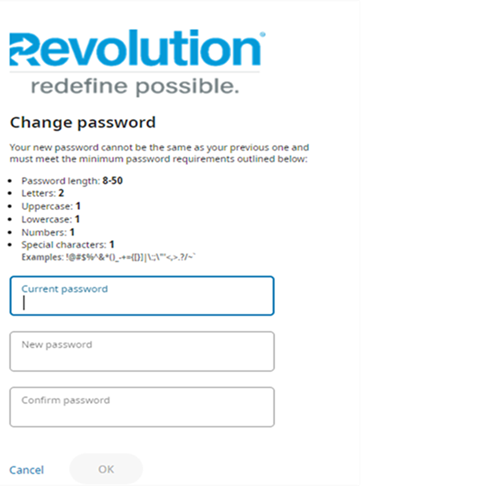 Revolution®
redefine possible.
Change password
Your new password cannot be the same as your previous one and
must meet the minimum password requirements outlined below:
• Password length: 8-50
• Letters: 2
• Uppercase: 1
• Lowercase: 1
• Numbers: 1
• Special characters: 1
Examples: !@#$%^&*()_-+={[}]|\:;\"'<,>.?/~`
Current password
New password
Confirm password
Cancel OK